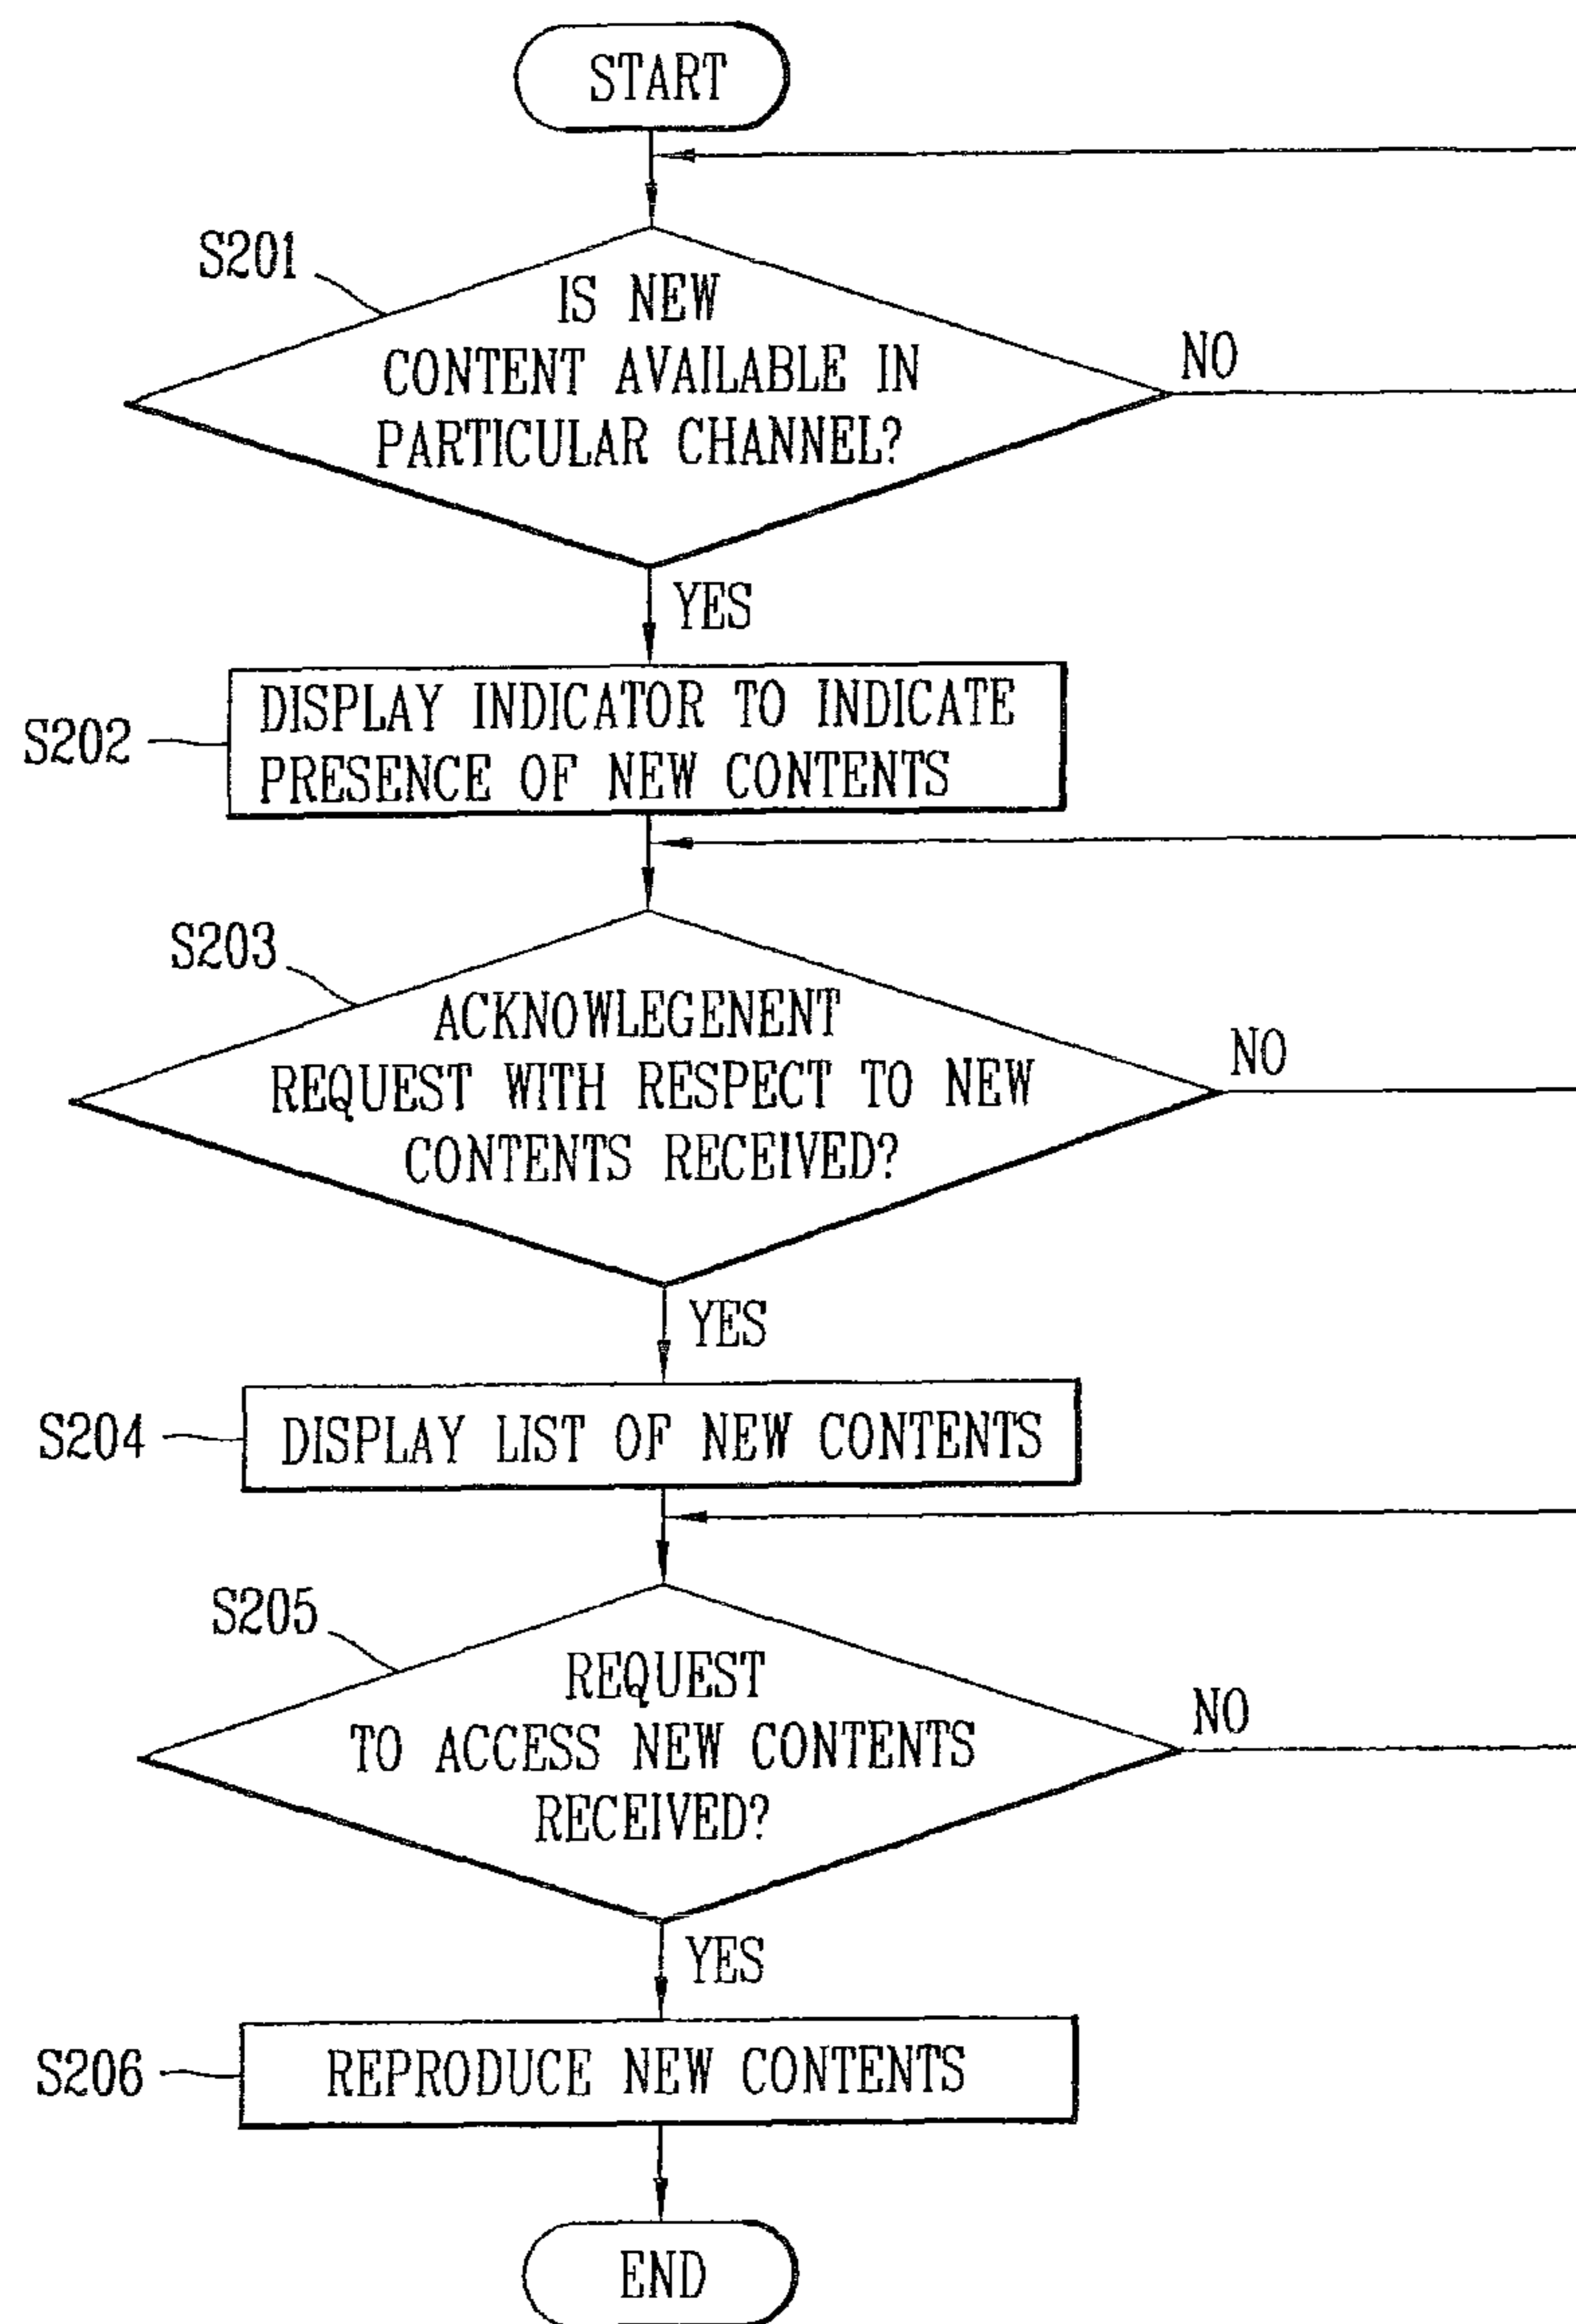 START
S201
IS NEW
CONTENT AVAILABLE IN
PARTICULAR CHANNEL?
NO
YES
S202
DISPLAY INDICATOR TO INDICATE
PRESENCE OF NEW CONTENTS
S203
ACKNOWLEGENENT
REQUEST WITH RESPECT TO NEW
CONTENTS RECEIVED?
NO
YES
S204
DISPLAY LIST OF NEW CONTENTS
S205
REQUEST
TO ACCESS NEW CONTENTS
RECEIVED?
NO
YES
S206
REPRODUCE NEW CONTENTS
END